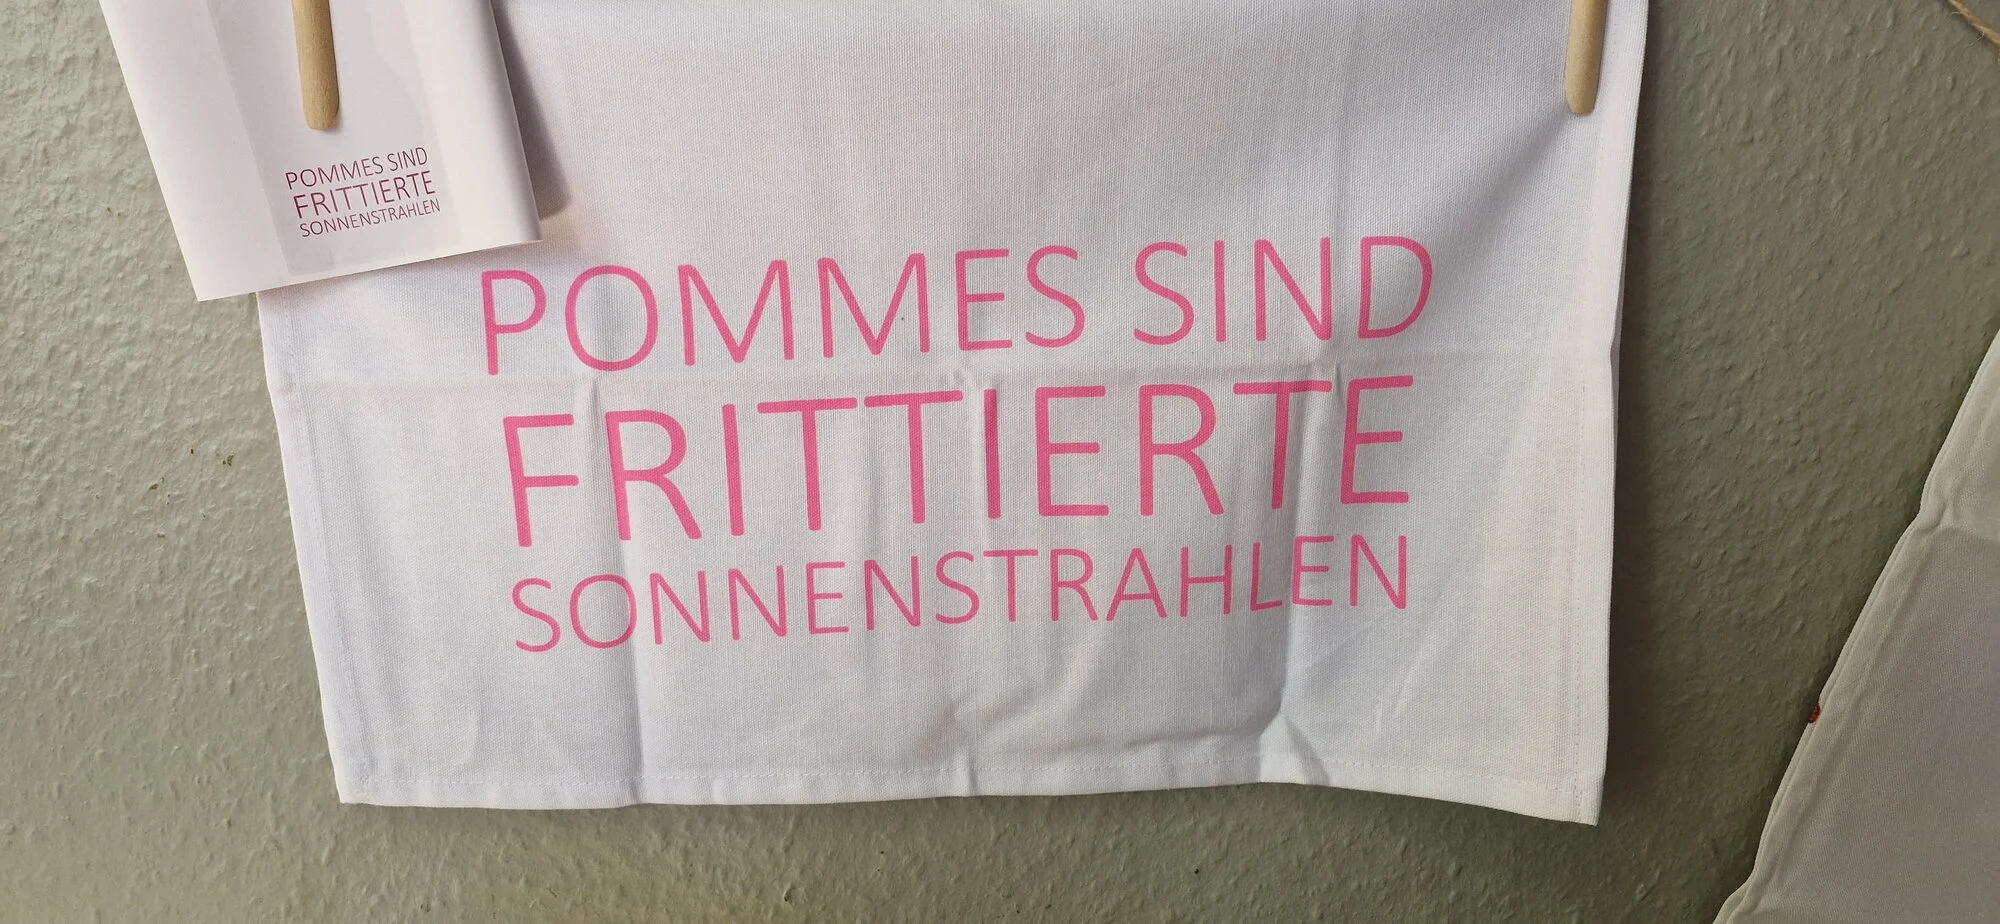 POMMES SIND
FRITTIERTE
SONNENSTRAHLEN
POMMES SIND
FRITTIERTE
SONNENSTRAHLEN